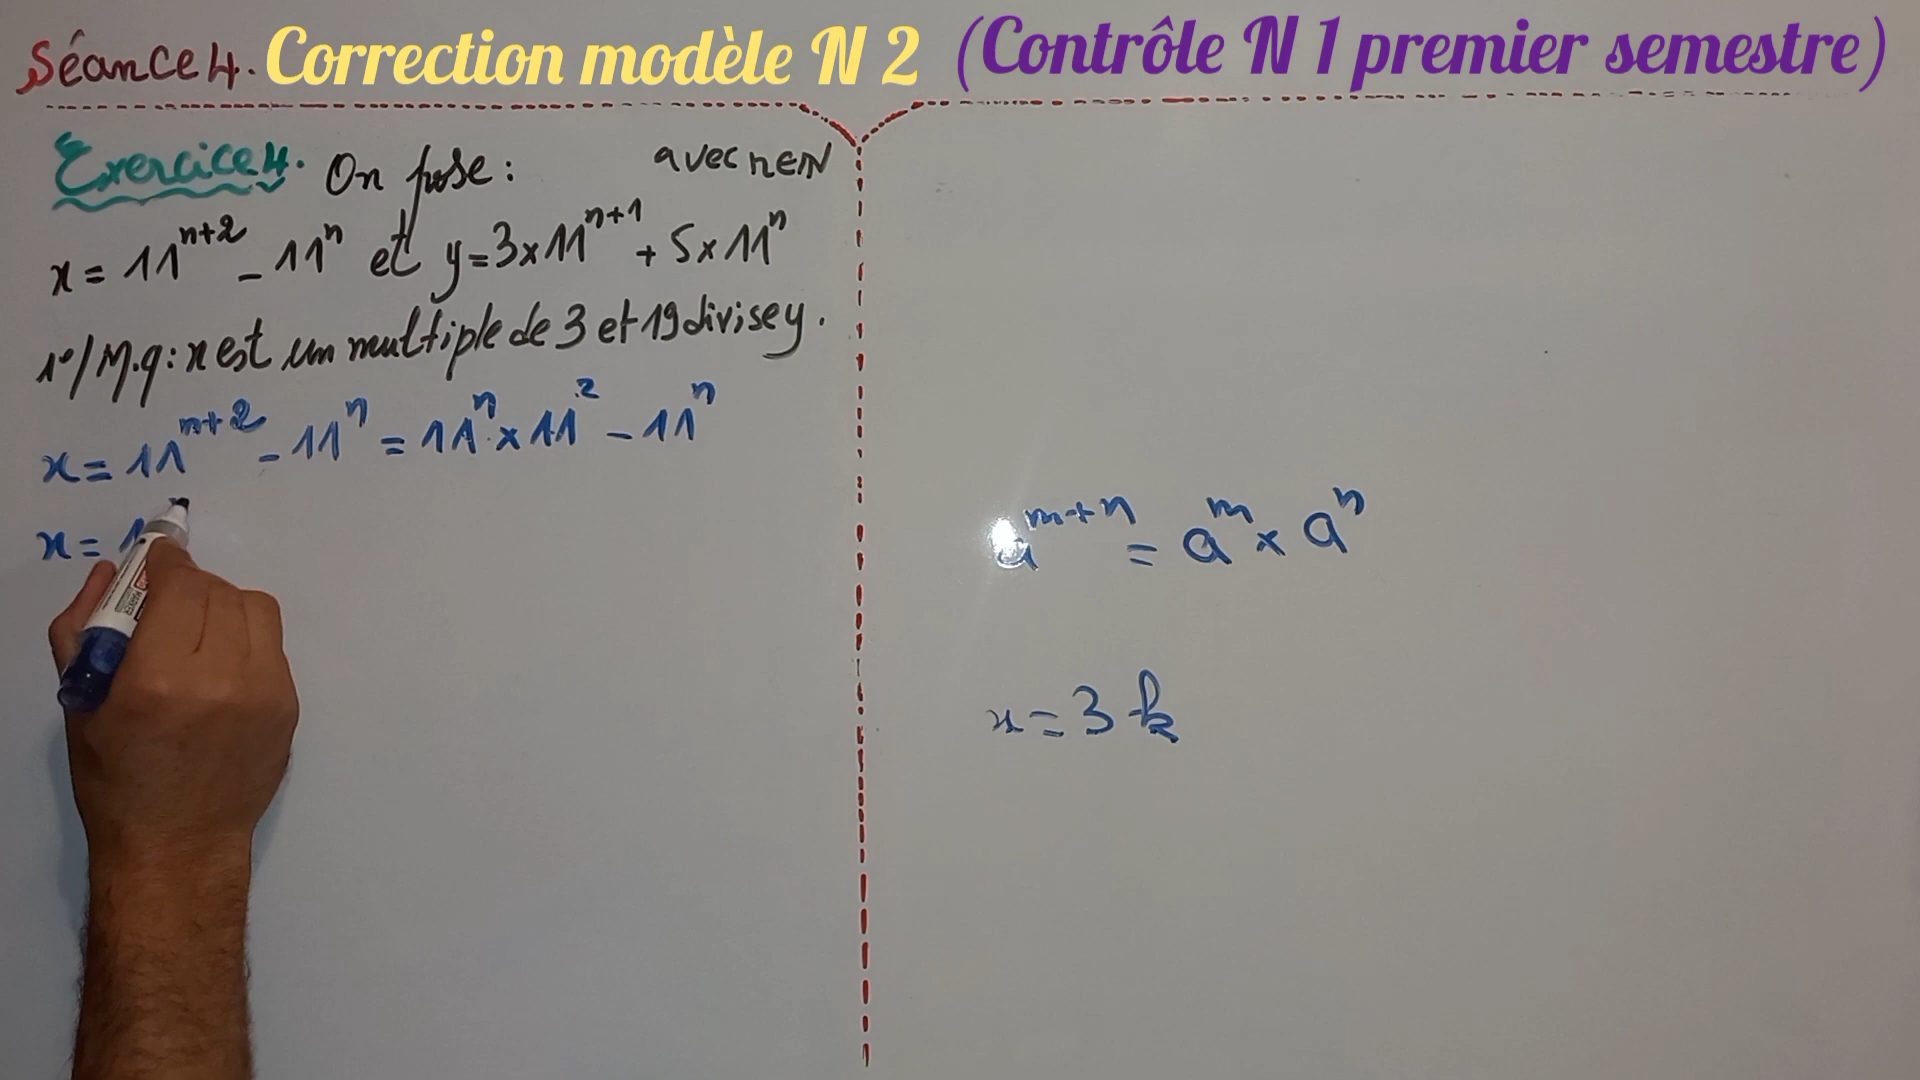 Séance 4. Correction modèle N 2 (Contrôle N 1 premier semestre)
Exercice 4. On pose : avec n∈ℕ
x = 11^{n+2} - 11^n et y = 3×11^{n+1} + 5×11^n
1°/ M.q : x est un multiple de 3 et 19 divise y.
x = 11^{n+2} - 11^n = 11^n × 11^2 - 11^n
x = 1
a^{m+n} = a^m × a^n
x = 3k